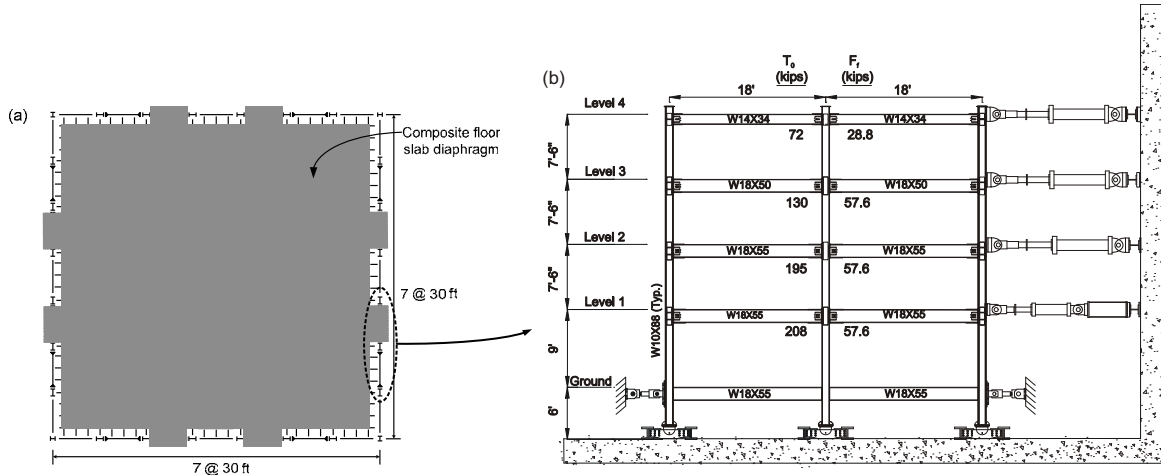 (a)
Composite floor
slab diaphragm
7 @ 30 ft
7 @ 30 ft
(b)
T₀ Ff
(kips) (kips)
18' 18'
Level 4
W14X34 W14X34
72 28.8
7'-6"
Level 3
W18X50 W18X50
130 57.6
7'-6"
Level 2
W18X55 W18X55
195 57.6
7'-6"
Level 1
W18X55 W18X55
208 57.6
W10X88 (Typ.)
9'
Ground
W18X55 W18X55
6'